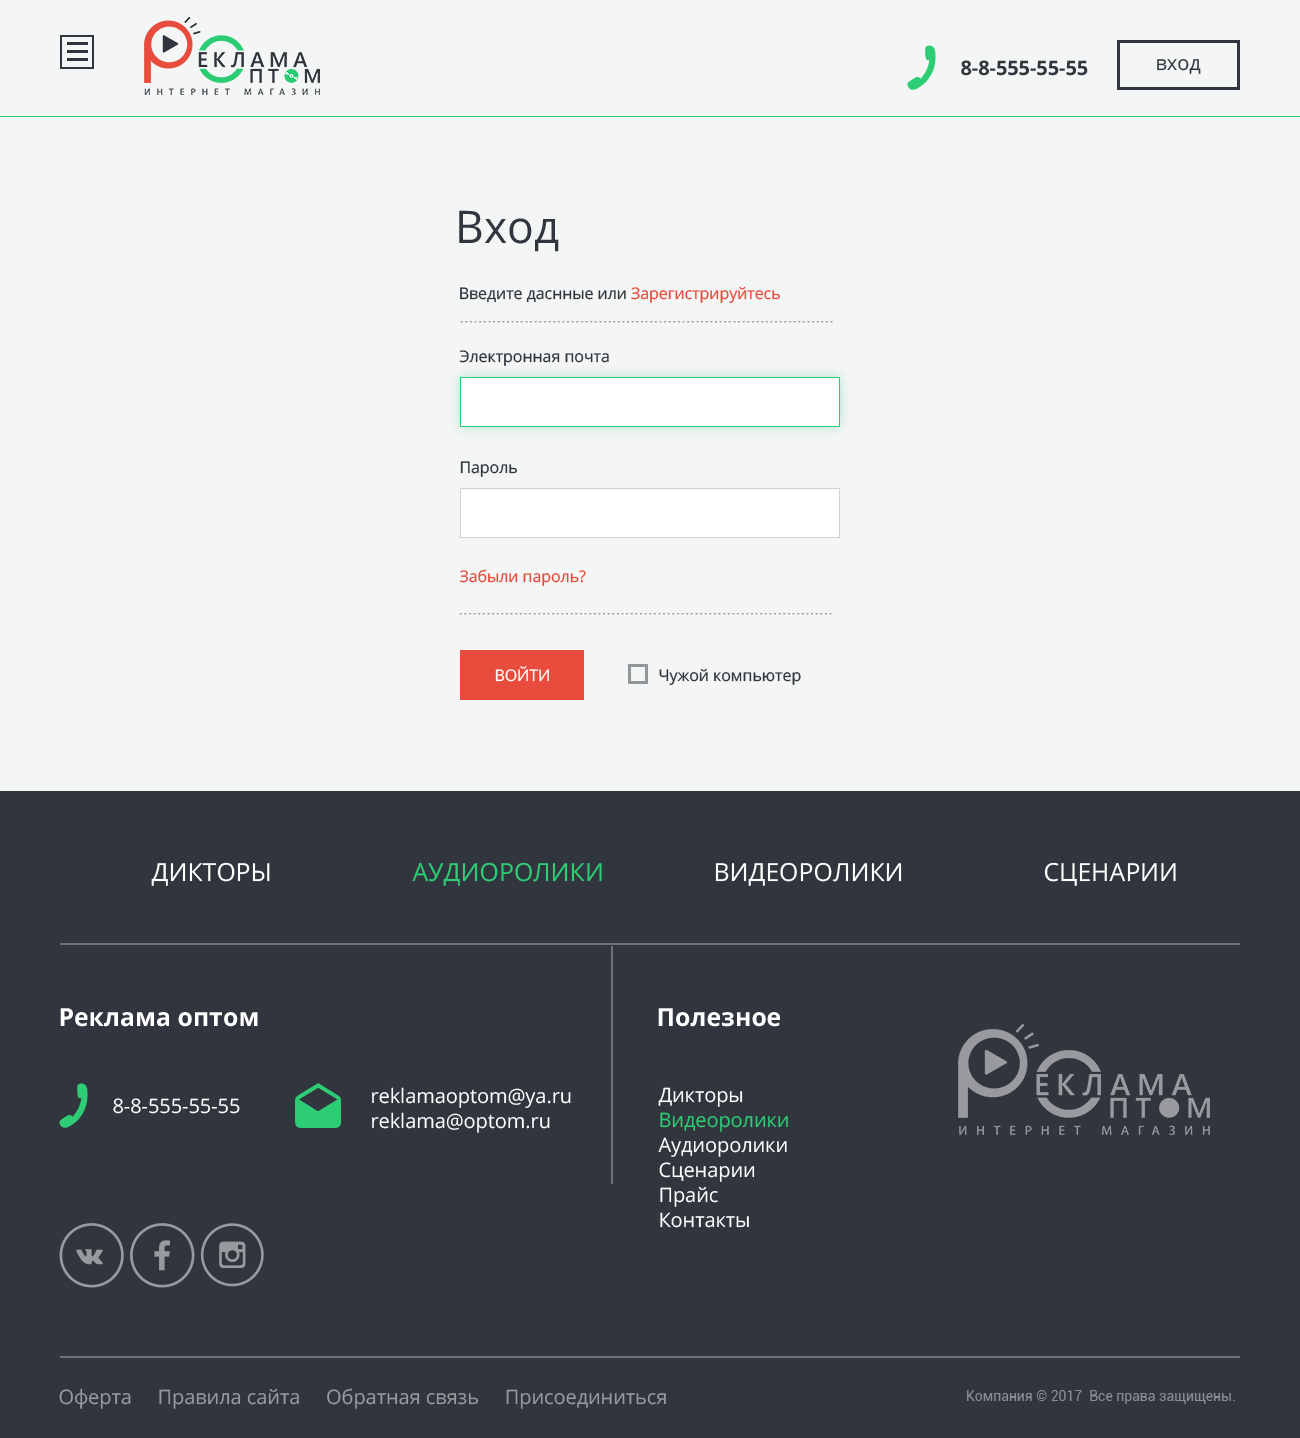 РЕКЛАМА
ОПТОМ
ИНТЕРНЕТ МАГАЗИН
8-8-555-55-55
вход
Вход
Введите даснные или Зарегистрируйтесь
Электронная почта
Пароль
Забыли пароль?
ВОЙТИ
Чужой компьютер
ДИКТОРЫ АУДИОРОЛИКИ ВИДЕОРОЛИКИ СЦЕНАРИИ
Реклама оптом
8-8-555-55-55
reklamaoptom@ya.ru
reklama@optom.ru
Полезное
Дикторы
Видеоролики
Аудиоролики
Сценарии
Прайс
Контакты
РЕКЛАМА
ОПТОМ
ИНТЕРНЕТ МАГАЗИН
Оферта Правила сайта Обратная связь Присоединиться
Компания © 2017 Все права защищены.